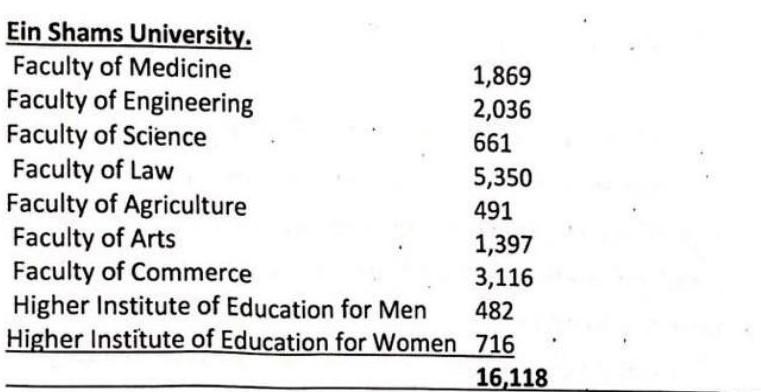 Ein Shams University.
Faculty of Medicine 1,869
Faculty of Engineering 2,036
Faculty of Science 661
Faculty of Law 5,350
Faculty of Agriculture 491
Faculty of Arts 1,397
Faculty of Commerce 3,116
Higher Institute of Education for Men 482
Higher Institute of Education for Women 716
16,118